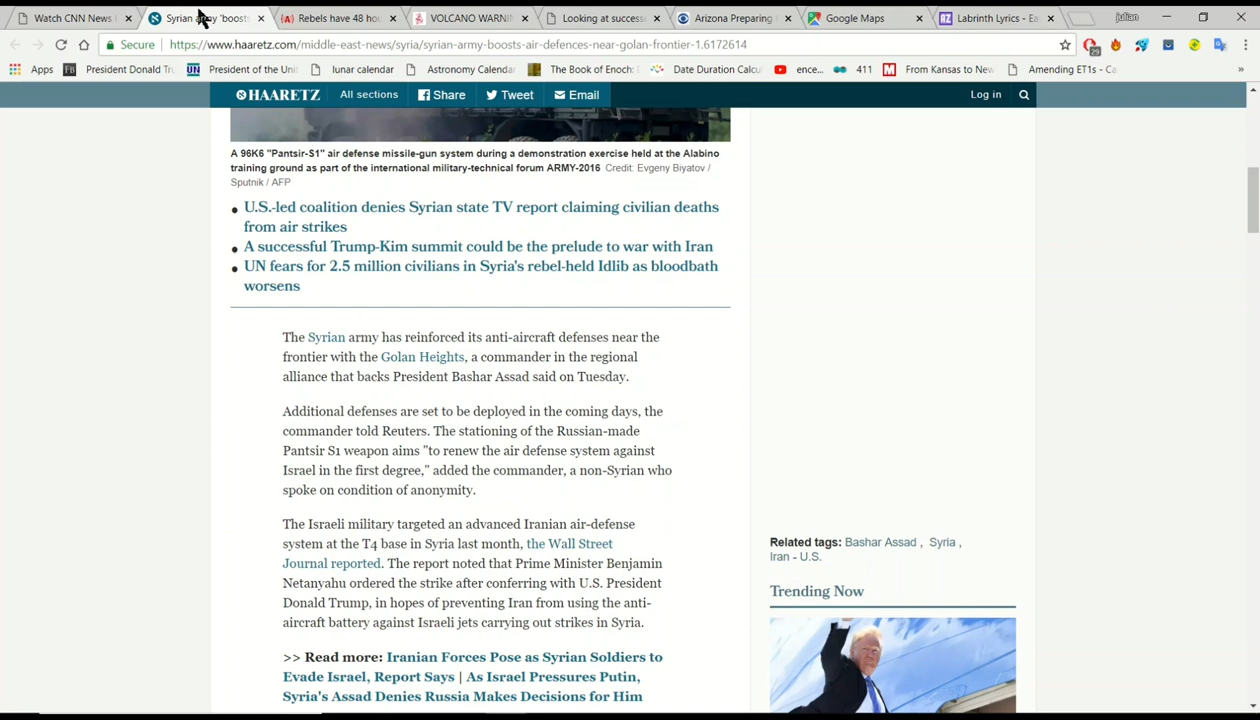 Watch CNN News
Syrian army 'boosts
Rebels have 48 hou
VOLCANO WARNIN
Looking at success
Arizona Preparing
Google Maps
Labrinth Lyrics - Ea
julian
Secure
https://www.haaretz.com/middle-east-news/syria/syrian-army-boosts-air-defences-near-golan-frontier-1.6172614
29
Apps
FB President Donald Tru
UN President of the Unit
lunar calendar
Astronomy Calenda
The Book of Enoch:
Date Duration Calcu
ence...
411
From Kansas to New
Amending ET1s - Ca
»
HAARETZ All sections Share Tweet Email Log in
A 96K6 "Pantsir-S1" air defense missile-gun system during a demonstration exercise held at the Alabino
training ground as part of the international military-technical forum ARMY-2016 Credit: Evgeny Biyatov /
Sputnik / AFP
U.S.-led coalition denies Syrian state TV report claiming civilian deaths
from air strikes
A successful Trump-Kim summit could be the prelude to war with Iran
UN fears for 2.5 million civilians in Syria's rebel-held Idlib as bloodbath
worsens
The Syrian army has reinforced its anti-aircraft defenses near the
frontier with the Golan Heights, a commander in the regional
alliance that backs President Bashar Assad said on Tuesday.
Additional defenses are set to be deployed in the coming days, the
commander told Reuters. The stationing of the Russian-made
Pantsir S1 weapon aims "to renew the air defense system against
Israel in the first degree," added the commander, a non-Syrian who
spoke on condition of anonymity.
The Israeli military targeted an advanced Iranian air-defense
system at the T4 base in Syria last month, the Wall Street
Journal reported. The report noted that Prime Minister Benjamin
Netanyahu ordered the strike after conferring with U.S. President
Donald Trump, in hopes of preventing Iran from using the anti-
aircraft battery against Israeli jets carrying out strikes in Syria.
>> Read more: Iranian Forces Pose as Syrian Soldiers to
Evade Israel, Report Says | As Israel Pressures Putin,
Syria's Assad Denies Russia Makes Decisions for Him
Related tags: Bashar Assad , Syria ,
Iran - U.S.
Trending Now